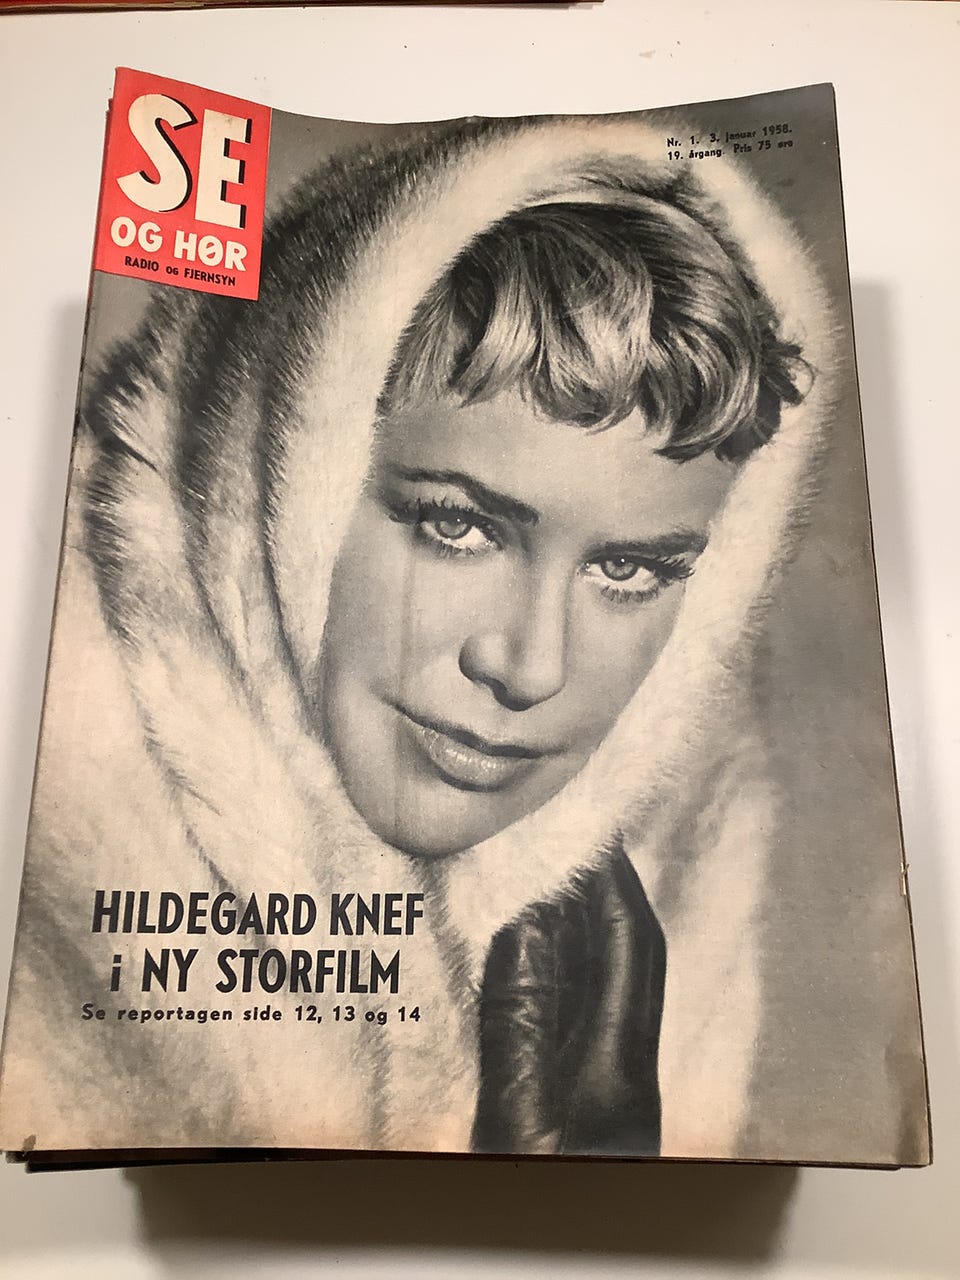 SE
OG HØR
RADIO OG FJERNSYN
Nr. 1. 3. januar 1958.
19. årgang. Pris 75 øre
HILDEGARD KNEF
i NY STORFILM
Se reportagen side 12, 13 og 14